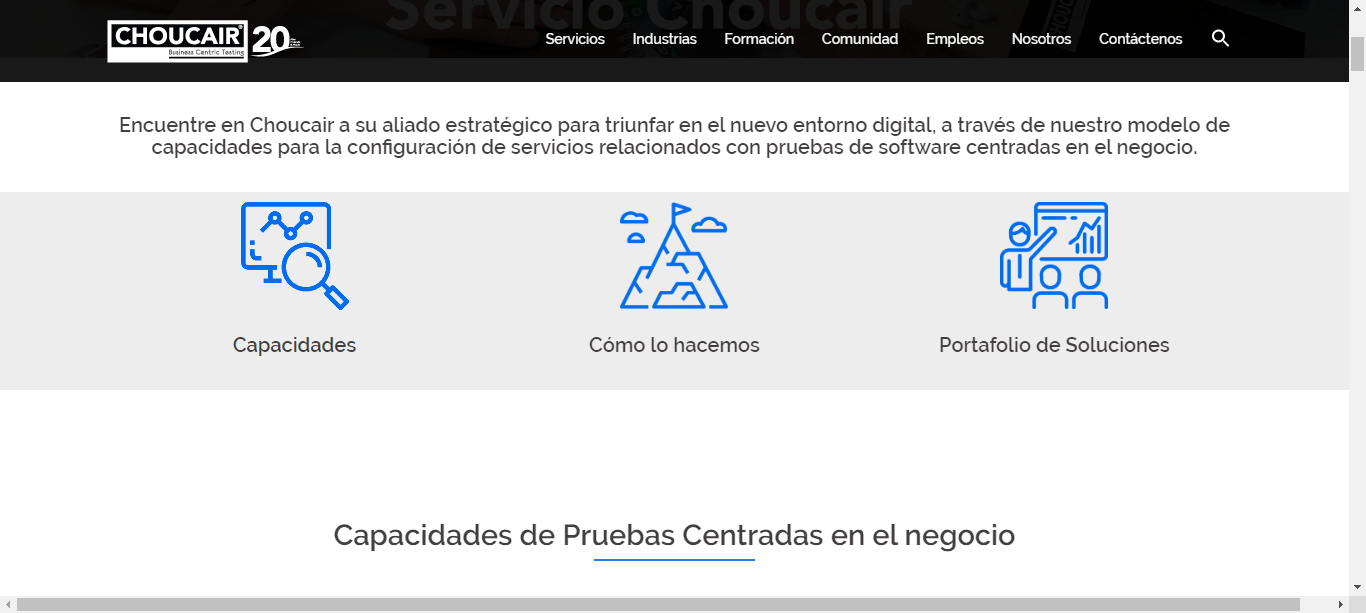 Servicio Choucair
CHOUCAIR
Business Centric Testing
20
Servicios Industrias Formación Comunidad Empleos Nosotros Contáctenos
Encuentre en Choucair a su aliado estratégico para triunfar en el nuevo entorno digital, a través de nuestro modelo de
capacidades para la configuración de servicios relacionados con pruebas de software centradas en el negocio.
Capacidades Cómo lo hacemos Portafolio de Soluciones
Capacidades de Pruebas Centradas en el negocio